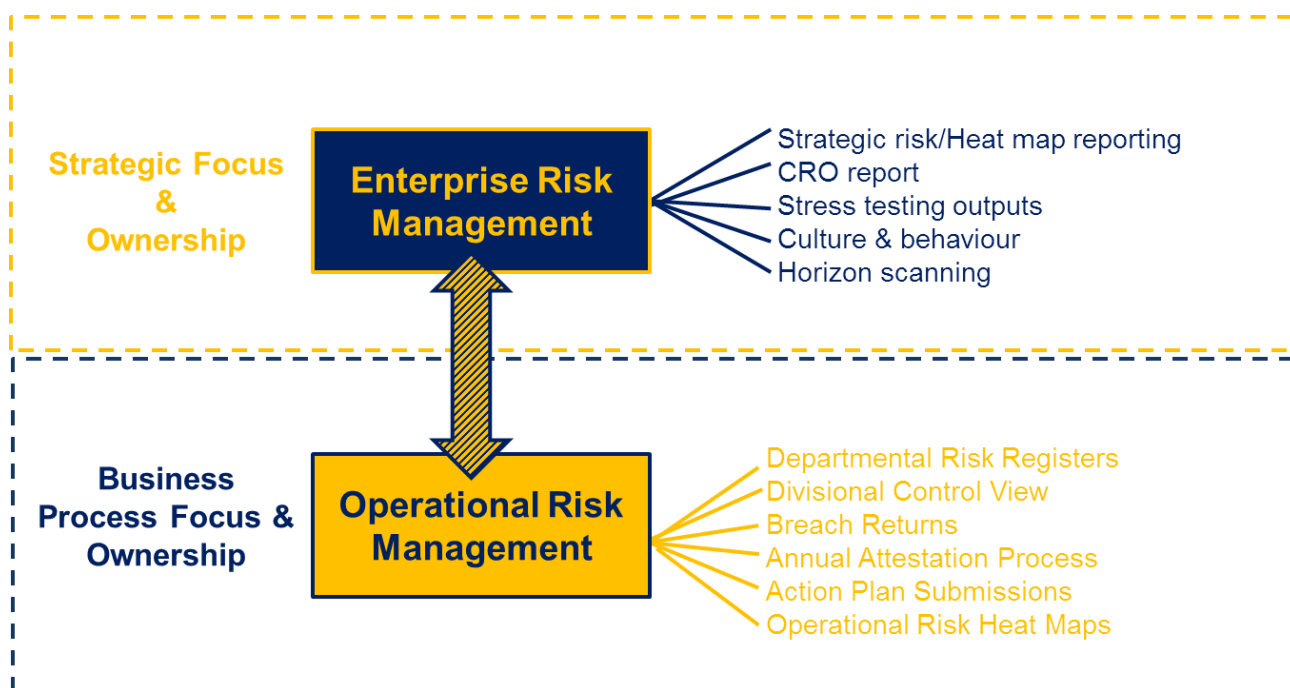 Strategic Focus
&
Ownership
Enterprise Risk
Management
Strategic risk/Heat map reporting
CRO report
Stress testing outputs
Culture & behaviour
Horizon scanning
Business
Process Focus &
Ownership
Operational Risk
Management
Departmental Risk Registers
Divisional Control View
Breach Returns
Annual Attestation Process
Action Plan Submissions
Operational Risk Heat Maps